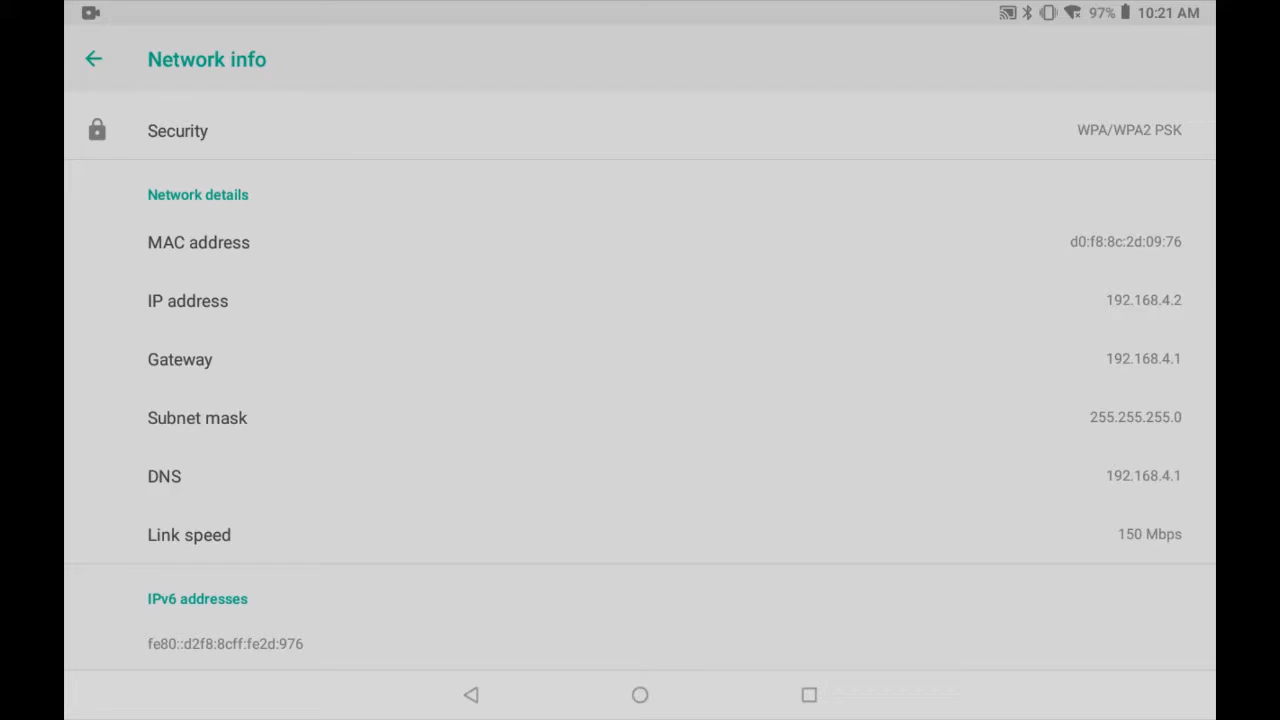 97% 10:21 AM
Network info
Security WPA/WPA2 PSK
Network details
MAC address d0:f8:8c:2d:09:76
IP address 192.168.4.2
Gateway 192.168.4.1
Subnet mask 255.255.255.0
DNS 192.168.4.1
Link speed 150 Mbps
IPv6 addresses
fe80::d2f8:8cff:fe2d:976